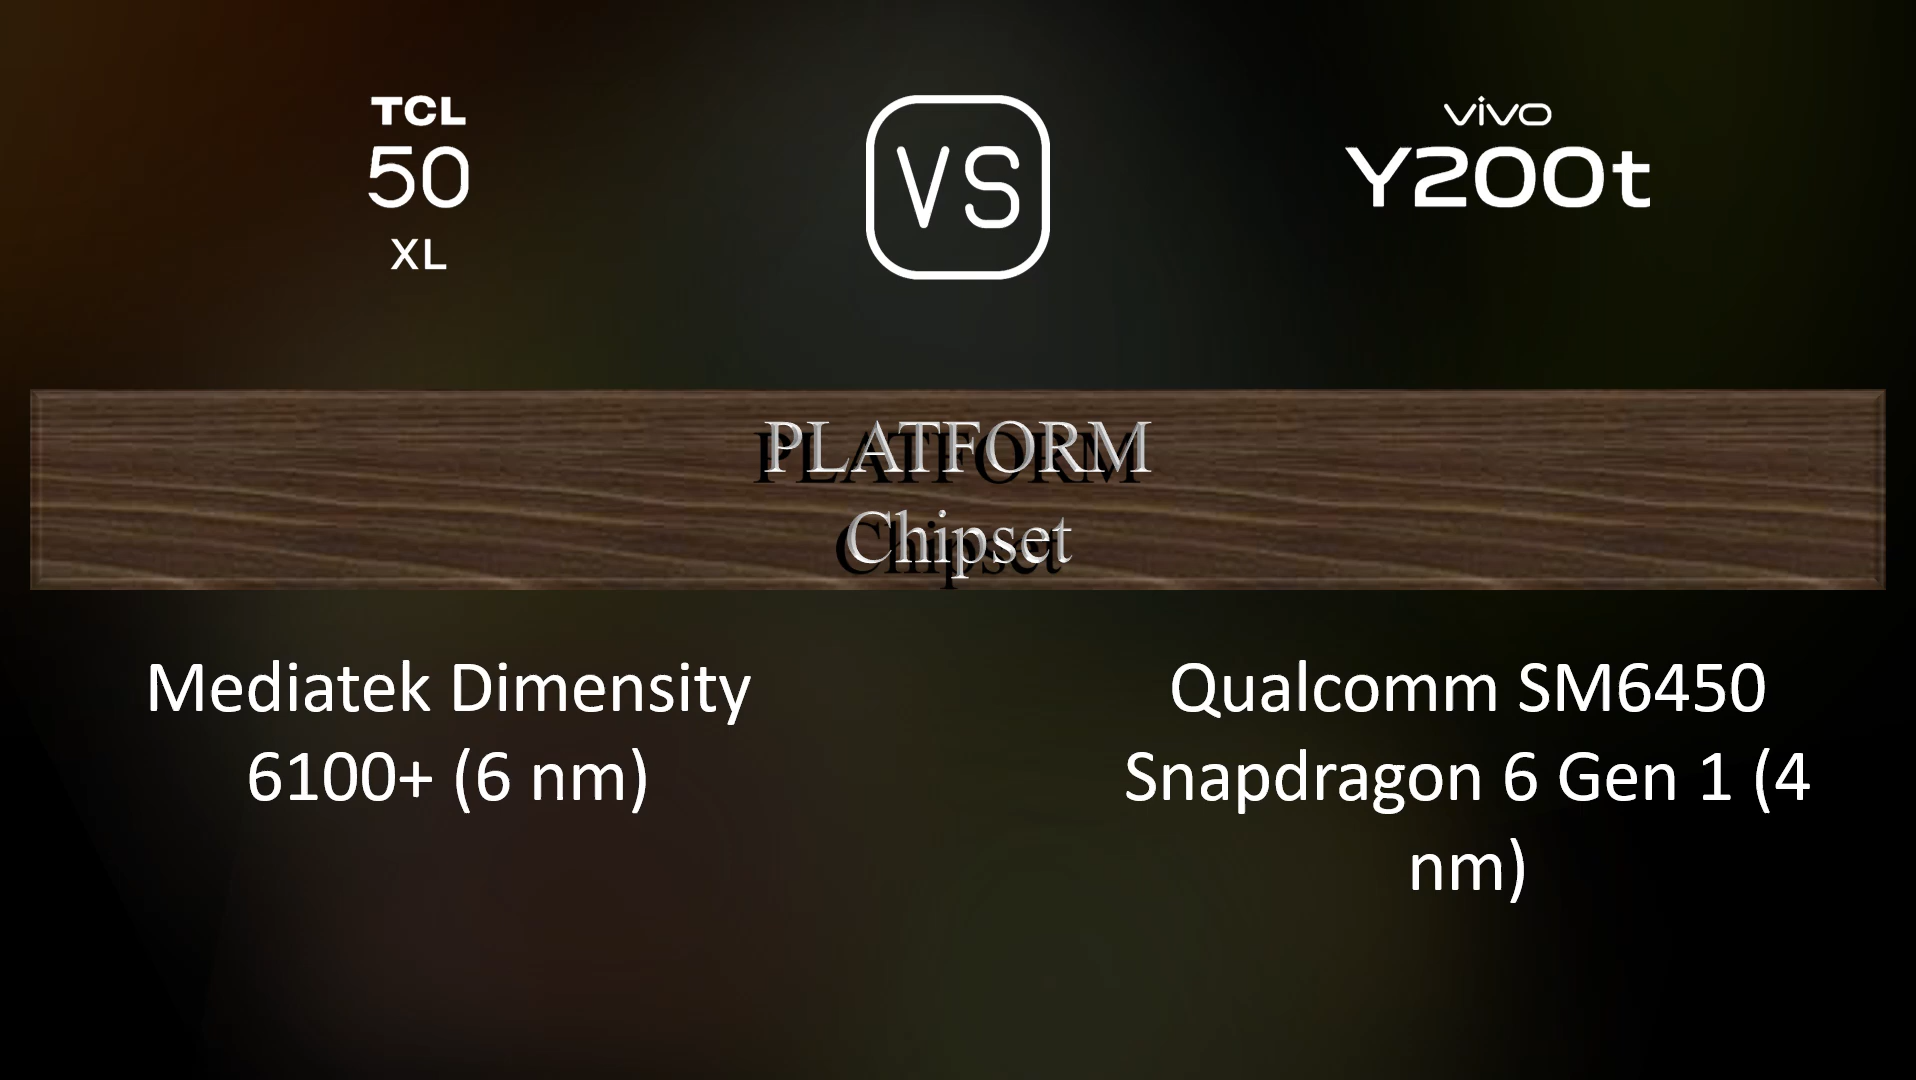 TCL
50
XL
VS
vivo
Y200t
PLATFORM
Chipset
Mediatek Dimensity
6100+ (6 nm)
Qualcomm SM6450
Snapdragon 6 Gen 1 (4
nm)